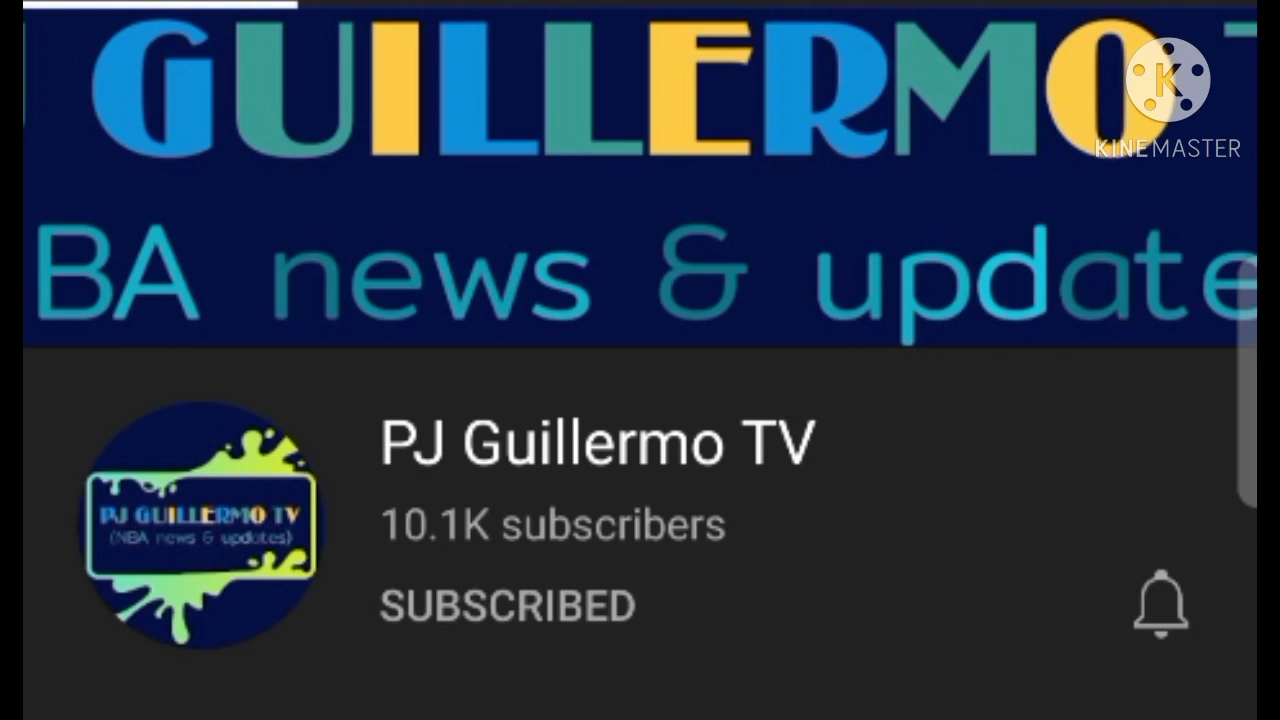 GUILLERMO T
K
KINEMASTER
BA news & update
PJ Guillermo TV
PJ GUILLERMO TV
(NBA news & updates)
10.1K subscribers
SUBSCRIBED